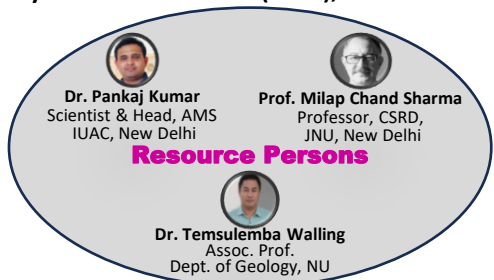 Dr. Pankaj Kumar
Scientist & Head, AMS
IUAC, New Delhi
Prof. Milap Chand Sharma
Professor, CSRD,
JNU, New Delhi
Resource Persons
Dr. Temsulemba Walling
Assoc. Prof.
Dept. of Geology, NU